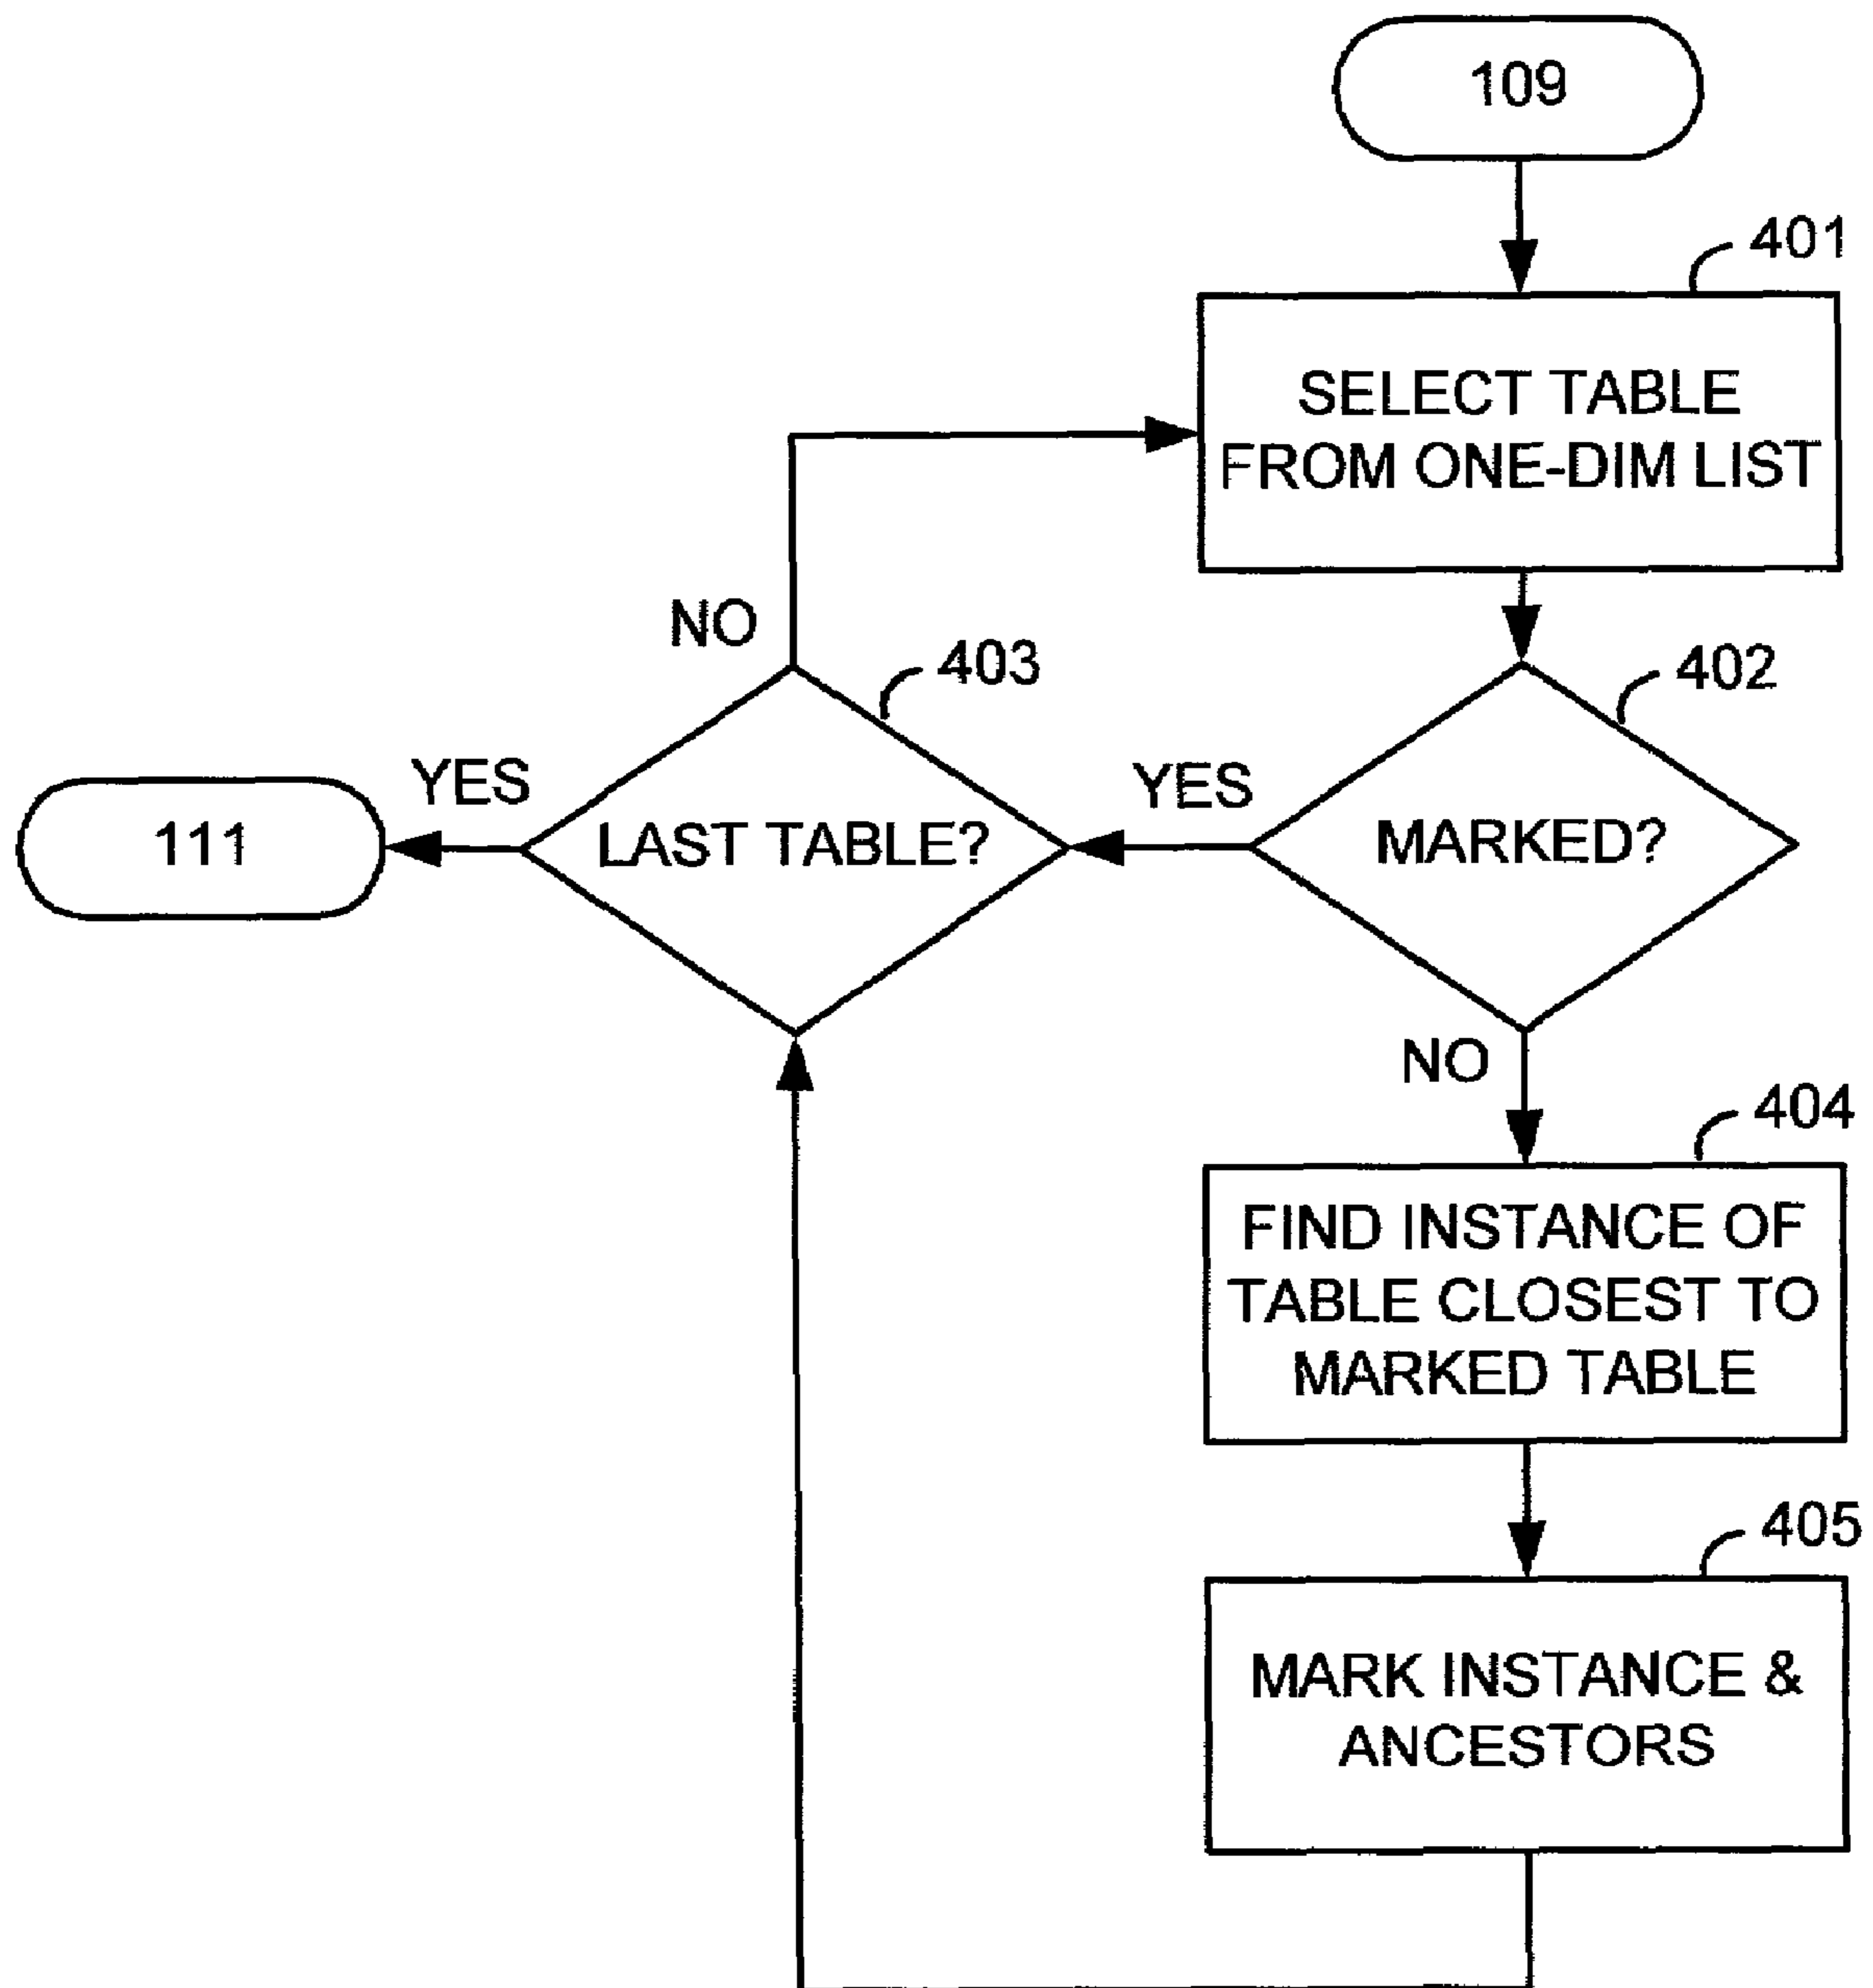 109
401
SELECT TABLE
FROM ONE-DIM LIST
NO
403
402
YES
YES
111
LAST TABLE?
MARKED?
NO
404
FIND INSTANCE OF
TABLE CLOSEST TO
MARKED TABLE
405
MARK INSTANCE &
ANCESTORS